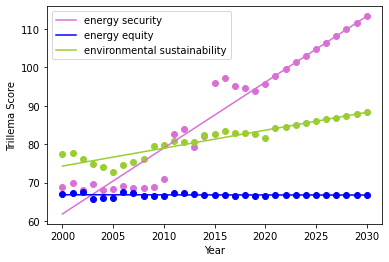 energy security
energy equity
environmental sustainability
Trillema Score
110
100
90
80
70
60
2000
2005
2010
2015
2020
2025
2030
Year